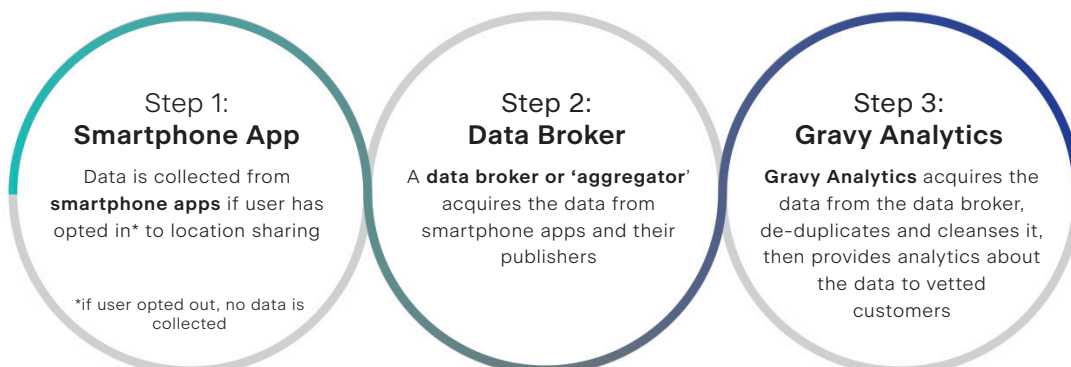 Step 1:
Smartphone App
Data is collected from
smartphone apps if user has
opted in* to location sharing
*if user opted out, no data is
collected
Step 2:
Data Broker
A data broker or ‘aggregator’
acquires the data from
smartphone apps and their
publishers
Step 3:
Gravy Analytics
Gravy Analytics acquires the
data from the data broker,
de-duplicates and cleanses it,
then provides analytics about
the data to vetted
customers